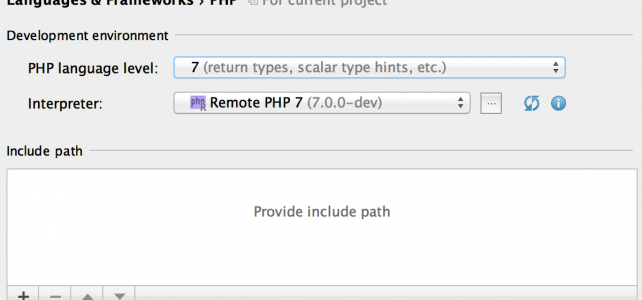 Languages & Frameworks › PHP For current project
Development environment
PHP language level: 7 (return types, scalar type hints, etc.)
Interpreter: php R Remote PHP 7 (7.0.0-dev) ...
Include path
Provide include path